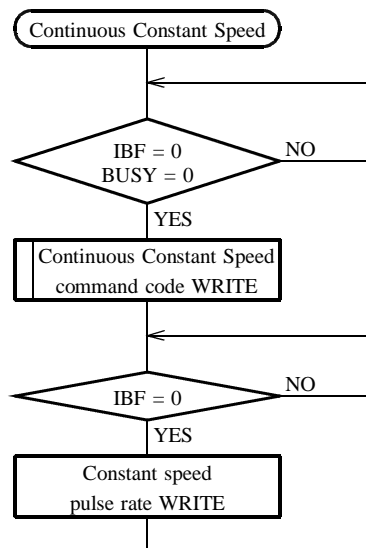 Continuous Constant Speed
IBF = 0
BUSY = 0
NO
YES
Continuous Constant Speed
command code WRITE
IBF = 0
NO
YES
Constant speed
pulse rate WRITE